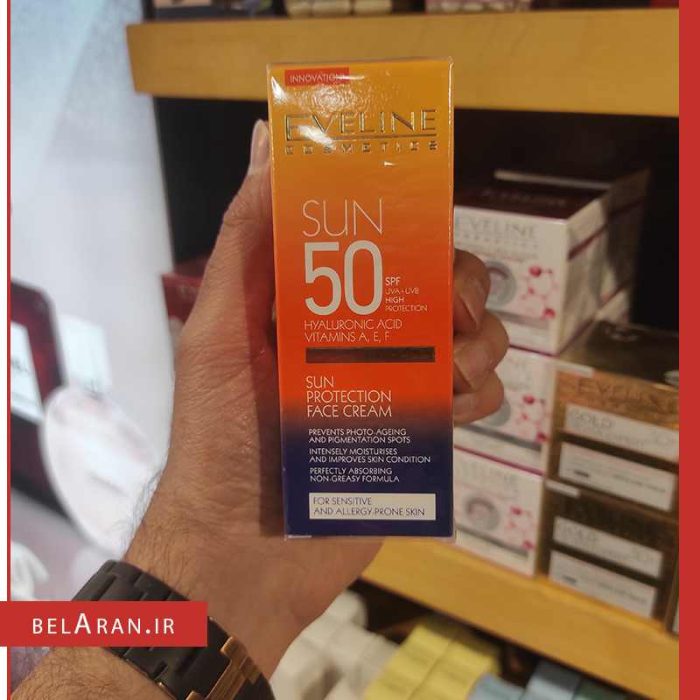 INNOVATION!
EVELINE
COSMETICS
SUN
50
SPF
UVA+UVB
HIGH
PROTECTION
HYALURONIC ACID
VITAMINS A, E, F
SUN
PROTECTION
FACE CREAM
PREVENTS PHOTO-AGEING
AND PIGMENTATION SPOTS
INTENSELY MOISTURISES
AND IMPROVES SKIN CONDITION
PERFECTLY ABSORBING
NON-GREASY FORMULA
FOR SENSITIVE
AND ALLERGY-PRONE SKIN
EVELINE
EVELINE
GOLD
BELARAN.IR